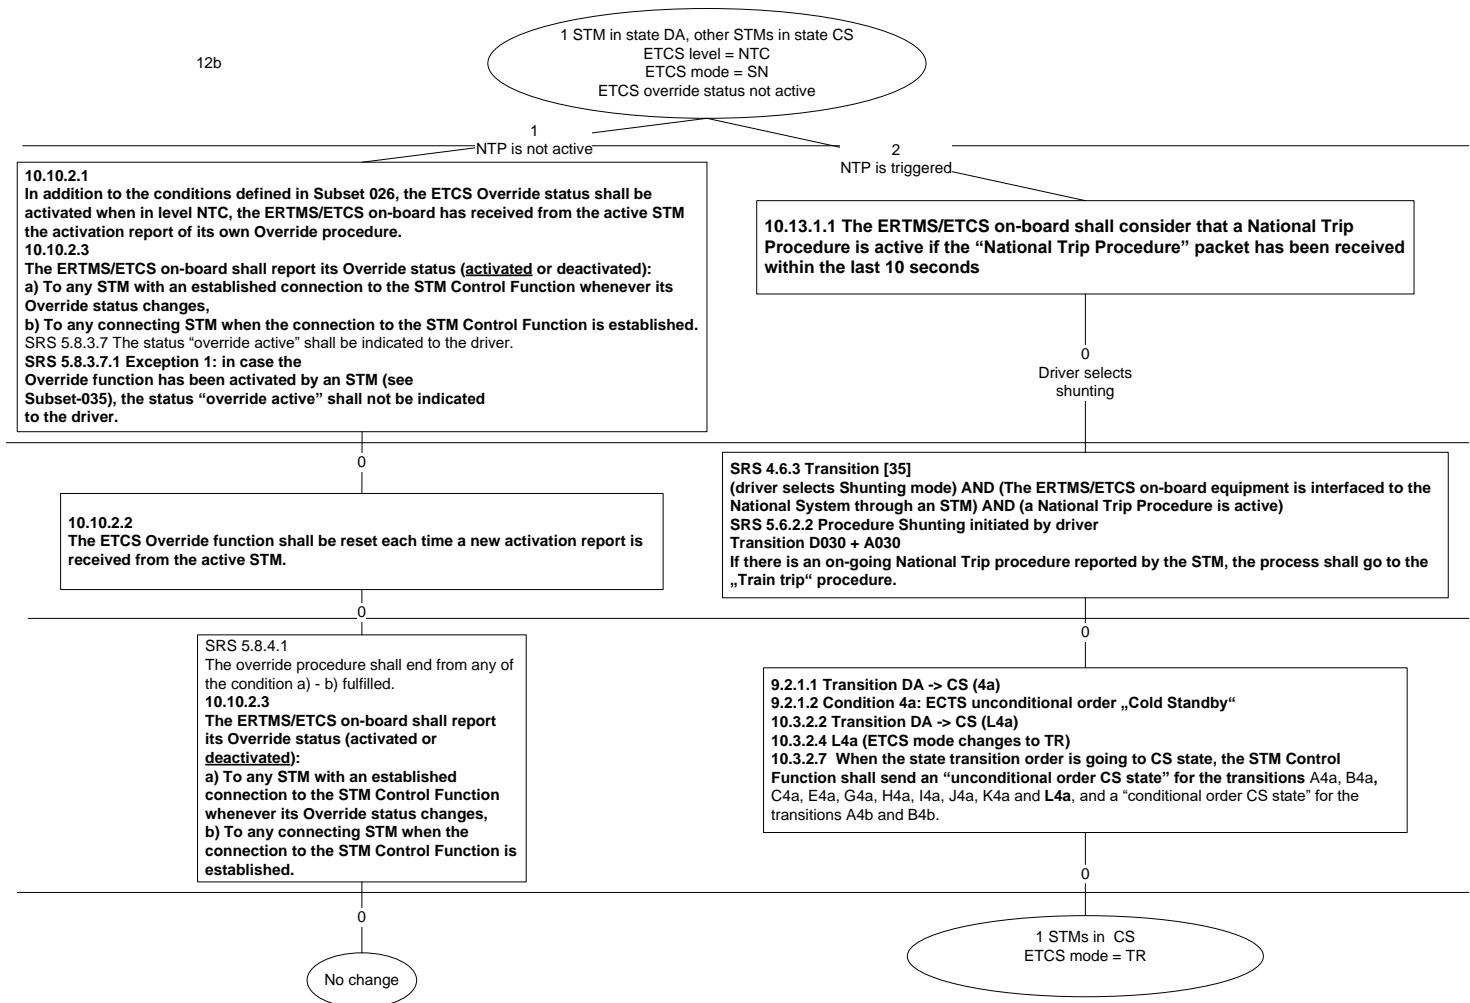 12b
1 STM in state DA, other STMs in state CS
ETCS level = NTC
ETCS mode = SN
ETCS override status not active
1
NTP is not active
2
NTP is triggered
10.10.2.1
In addition to the conditions defined in Subset 026, the ETCS Override status shall be
activated when in level NTC, the ERTMS/ETCS on-board has received from the active STM
the activation report of its own Override procedure.
10.10.2.3
The ERTMS/ETCS on-board shall report its Override status (activated or deactivated):
a) To any STM with an established connection to the STM Control Function whenever its
Override status changes,
b) To any connecting STM when the connection to the STM Control Function is established.
SRS 5.8.3.7 The status “override active” shall be indicated to the driver.
SRS 5.8.3.7.1 Exception 1: in case the
Override function has been activated by an STM (see
Subset-035), the status “override active” shall not be indicated
to the driver.
10.13.1.1 The ERTMS/ETCS on-board shall consider that a National Trip
Procedure is active if the “National Trip Procedure” packet has been received
within the last 10 seconds
0
Driver selects
shunting
0
10.10.2.2
The ETCS Override function shall be reset each time a new activation report is
received from the active STM.
SRS 4.6.3 Transition [35]
(driver selects Shunting mode) AND (The ERTMS/ETCS on-board equipment is interfaced to the
National System through an STM) AND (a National Trip Procedure is active)
SRS 5.6.2.2 Procedure Shunting initiated by driver
Transition D030 + A030
If there is an on-going National Trip procedure reported by the STM, the process shall go to the
„Train trip“ procedure.
0
0
SRS 5.8.4.1
The override procedure shall end from any of
the condition a) - b) fulfilled.
10.10.2.3
The ERTMS/ETCS on-board shall report
its Override status (activated or
deactivated):
a) To any STM with an established
connection to the STM Control Function
whenever its Override status changes,
b) To any connecting STM when the
connection to the STM Control Function is
established.
9.2.1.1 Transition DA -> CS (4a)
9.2.1.2 Condition 4a: ECTS unconditional order „Cold Standby“
10.3.2.2 Transition DA -> CS (L4a)
10.3.2.4 L4a (ETCS mode changes to TR)
10.3.2.7  When the state transition order is going to CS state, the STM Control
Function shall send an “unconditional order CS state” for the transitions A4a, B4a,
C4a, E4a, G4a, H4a, I4a, J4a, K4a and L4a, and a “conditional order CS state” for the
transitions A4b and B4b.
0
0
No change
1 STMs in  CS
ETCS mode = TR